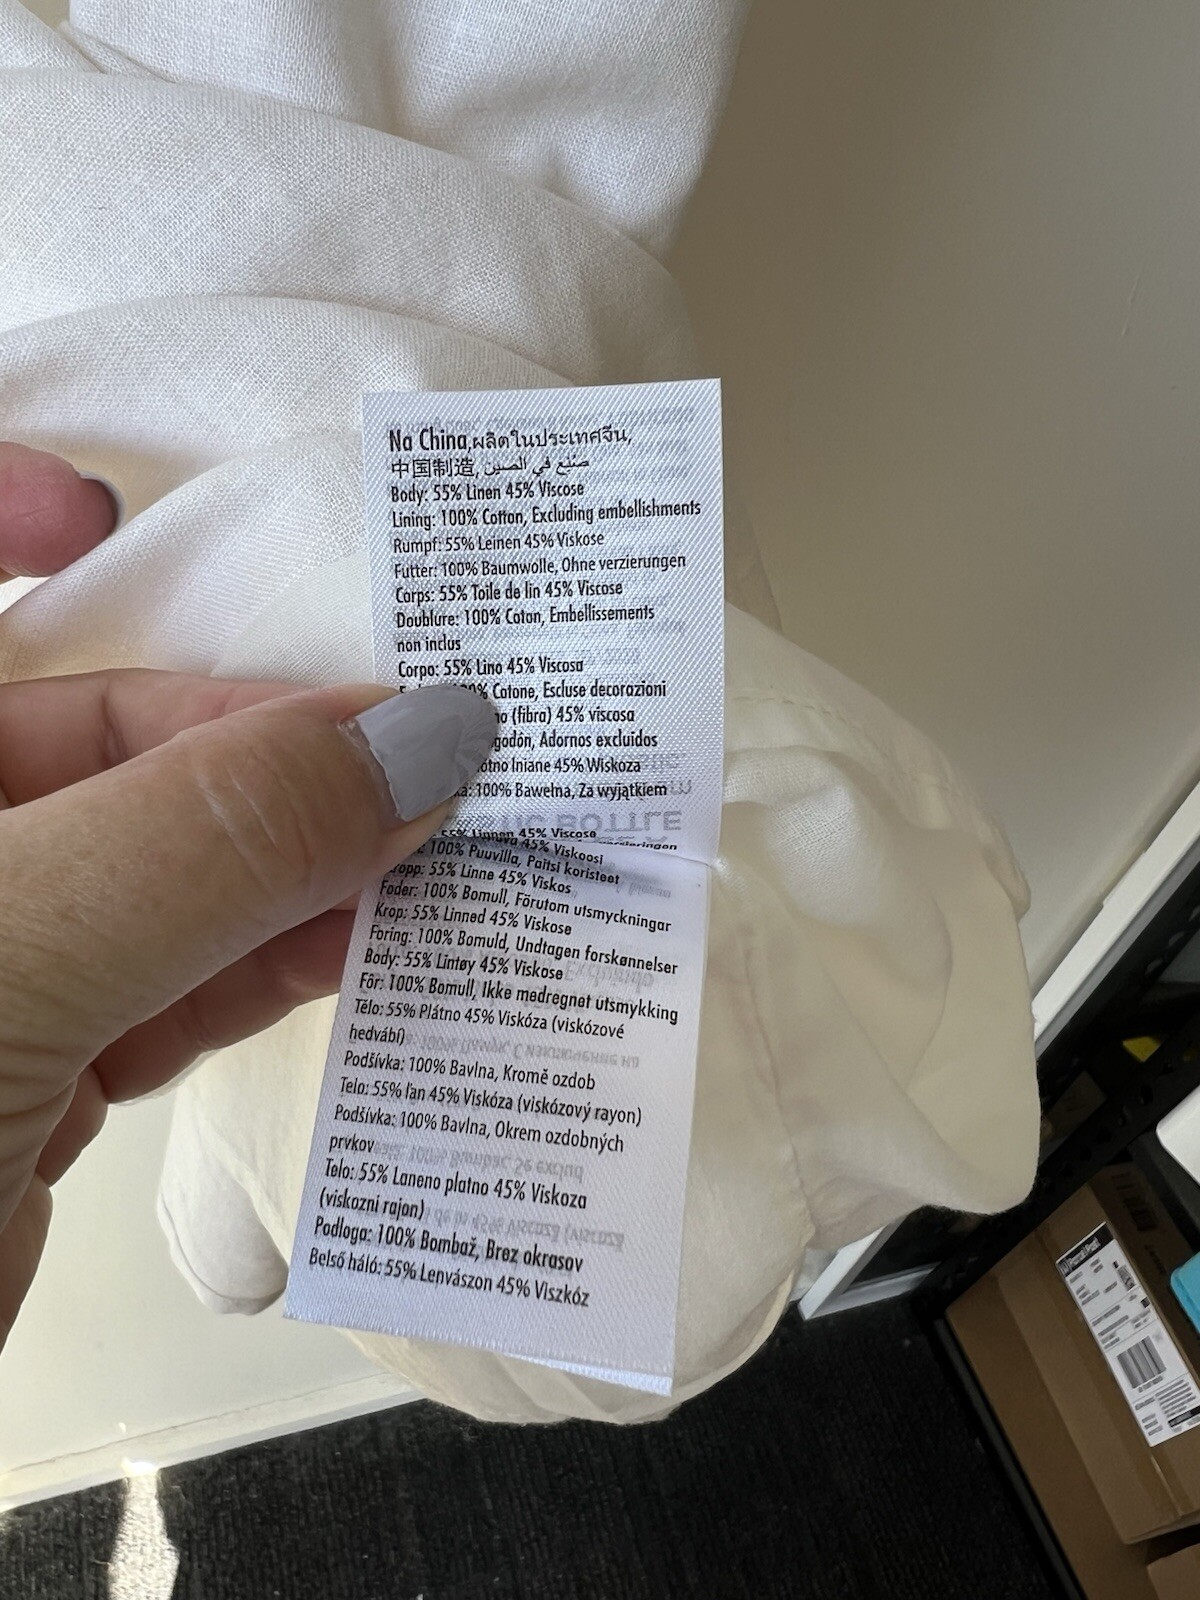 Na China,ผลิตในประเทศจีน,
中国制造, صُنع في الصين
Body: 55% Linen 45% Viscose
Lining: 100% Cotton, Excluding embellishments
Rumpf: 55% Leinen 45% Viskose
Futter: 100% Baumwolle, Ohne verzierungen
Corps: 55% Toile de lin 45% Viscose
Doublure: 100% Coton, Embellissements
non inclus
Corpo: 55% Lino 45% Viscosa
Cotone, Escluse decorazioni
(fibra) 45% viscosa
Adornos excluidos
lniane 45% Wiskoza
100% Bawełna, Za wyjątkiem
55% Linnen 45% Viscose
45% Viskoosi
100% Puuvilla, Paitsi koristeet
55% Linne 45% Viskos
Foder: 100% Bomull, Förutom utsmyckningar
Krop: 55% Linned 45% Viskose
Foring: 100% Bomuld, Undtagen forskønnelser
Body: 55% Lintøy 45% Viskose
Fôr: 100% Bomull, Ikke medregnet utsmykking
Tělo: 55% Plátno 45% Viskóza (viskózové
hedvábí)
Podšívka: 100% Bavlna, Kromě ozdob
Telo: 55% ľan 45% Viskóza (viskózový rayon)
Podšívka: 100% Bavlna, Okrem ozdobných
prvkov
Telo: 55% Laneno platno 45% Viskoza
(viskozni rajon)
Podloga: 100% Bombaž, Brez okrasov
Belső háló: 55% Lenvászon 45% Viszkóz